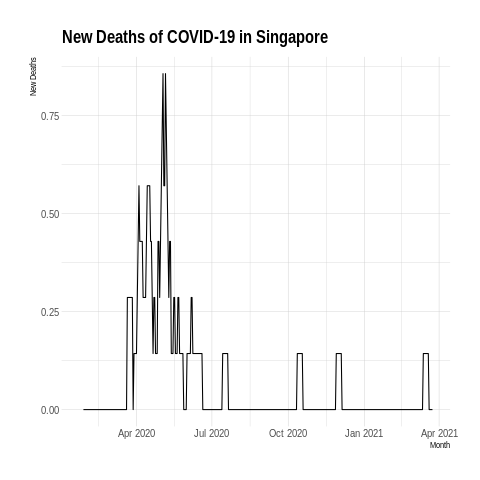 New Deaths of COVID-19 in Singapore
New Deaths
0.75
0.50
0.25
0.00
Apr 2020 Jul 2020 Oct 2020 Jan 2021 Apr 2021
Month